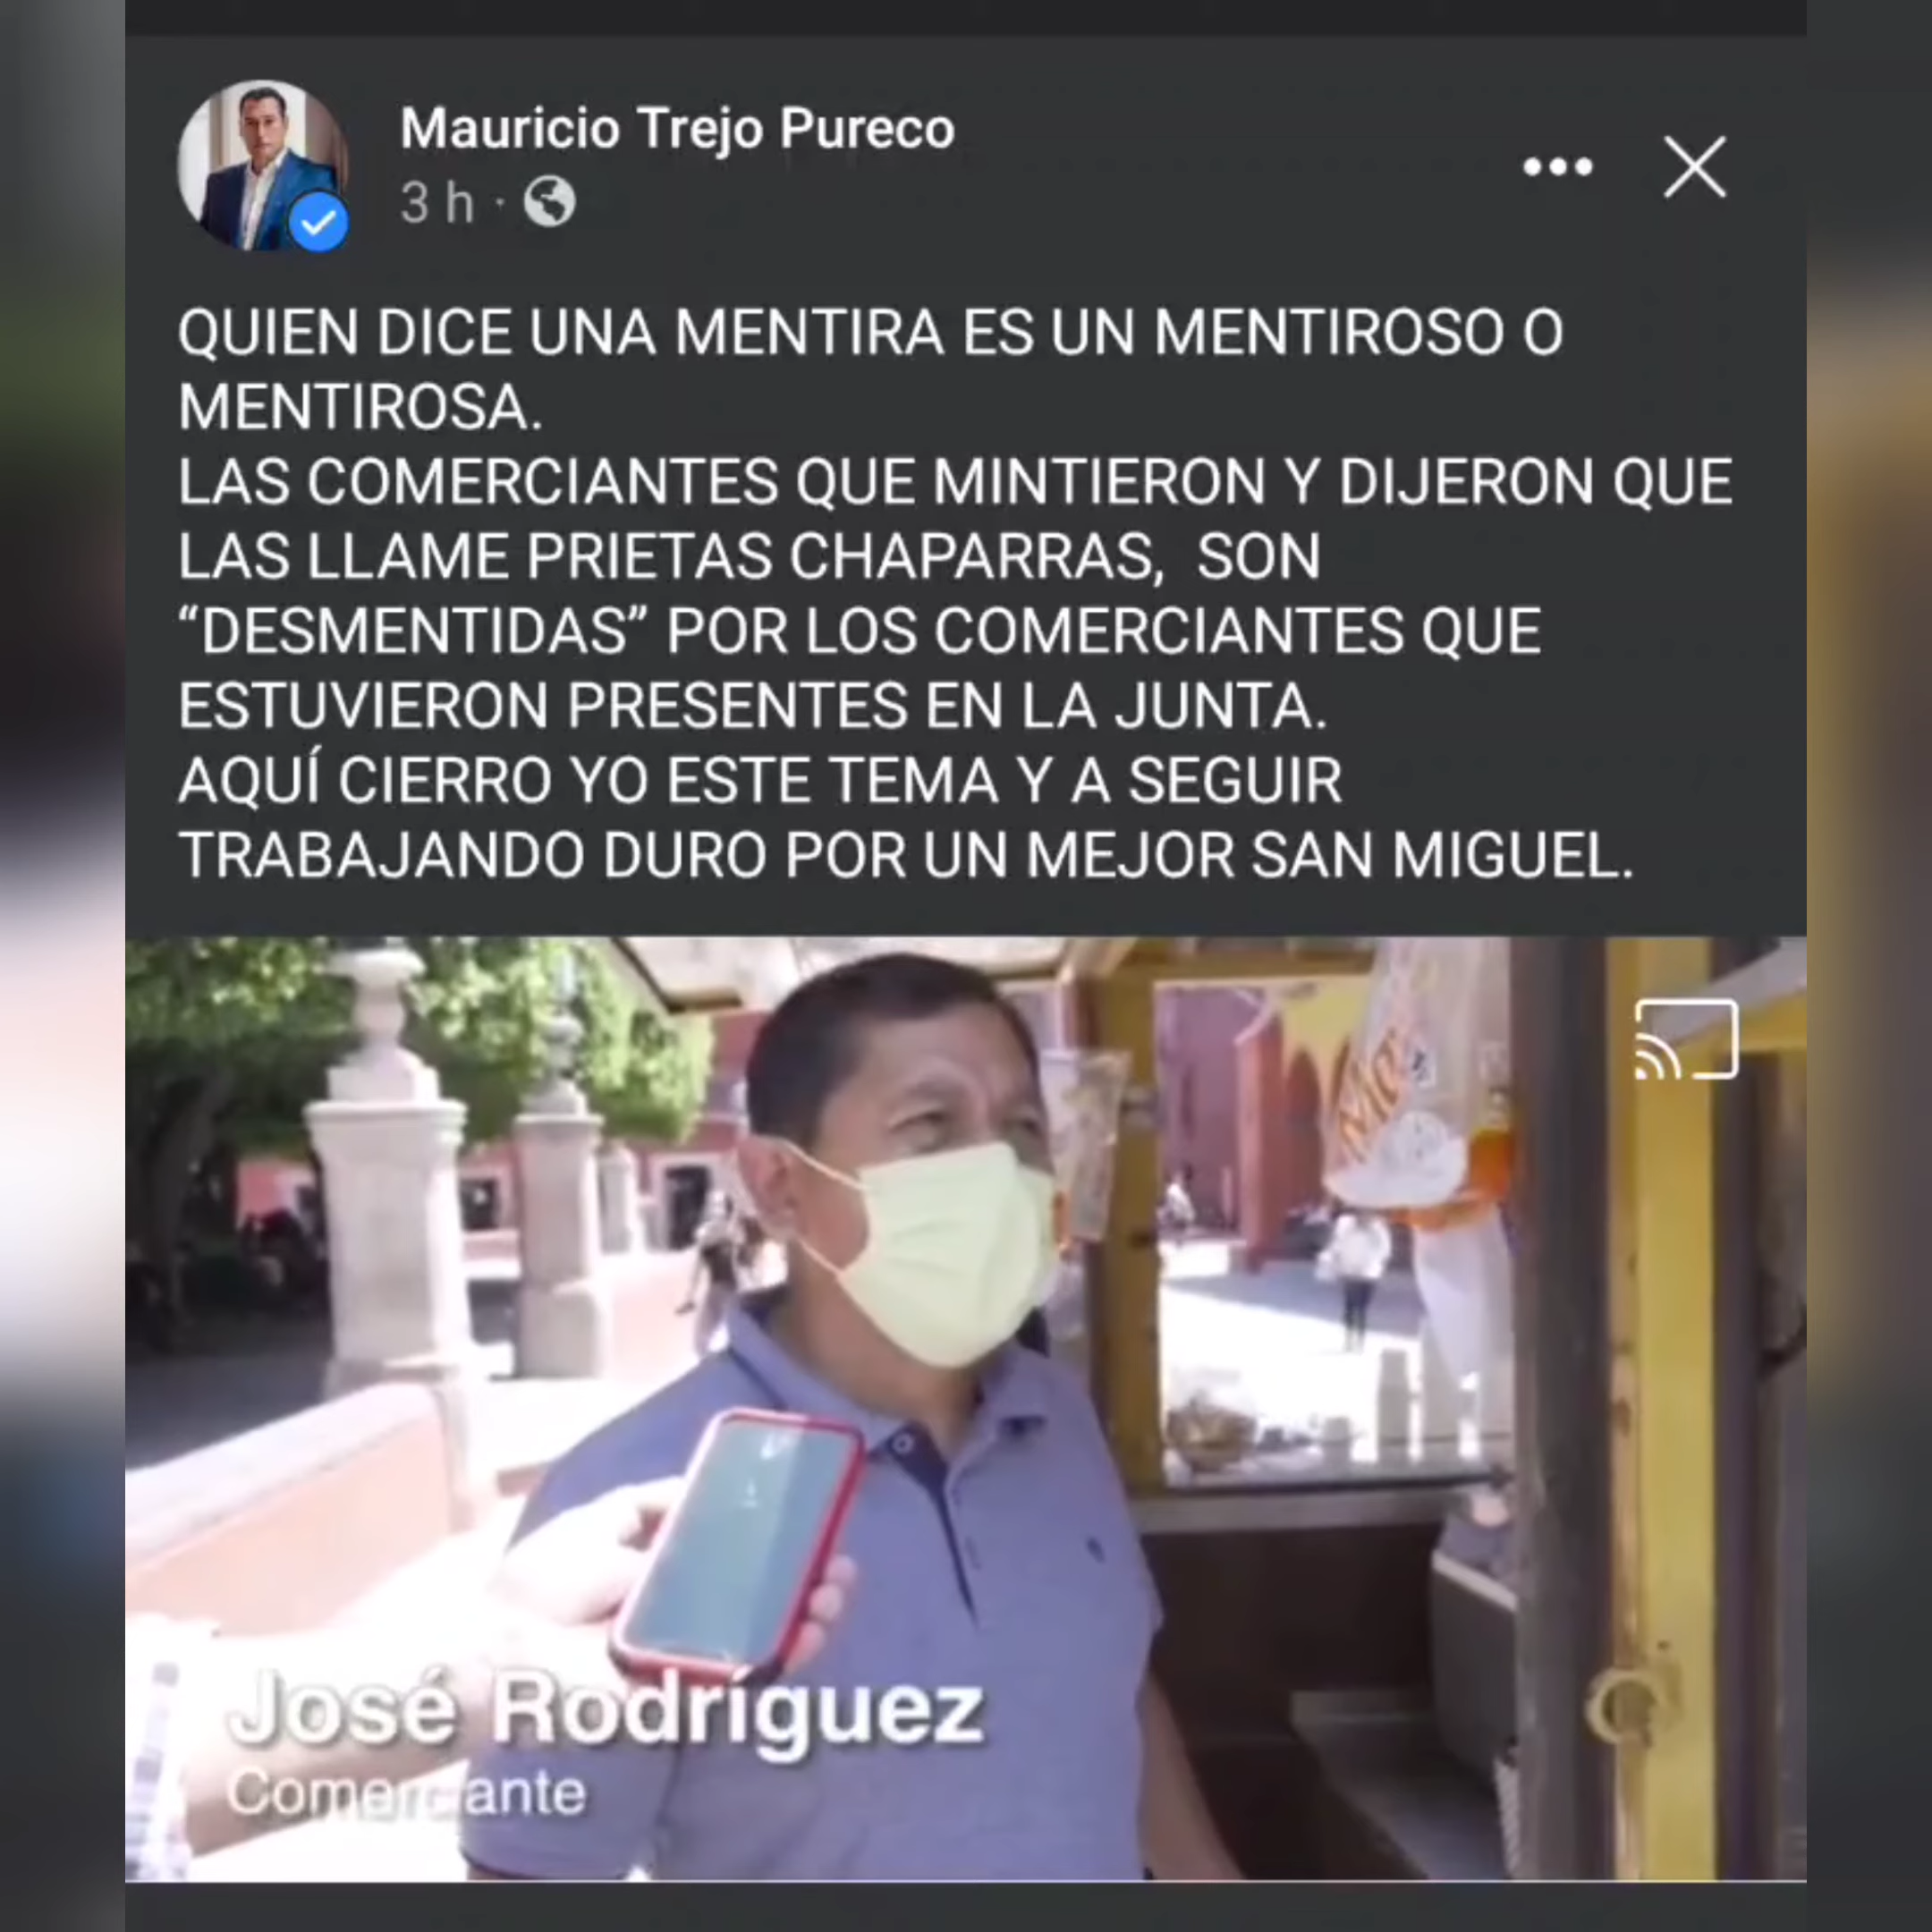 Mauricio Trejo Pureco
3 h ·
QUIEN DICE UNA MENTIRA ES UN MENTIROSO O
MENTIROSA.
LAS COMERCIANTES QUE MINTIERON Y DIJERON QUE
LAS LLAME PRIETAS CHAPARRAS,  SON
“DESMENTIDAS” POR LOS COMERCIANTES QUE
ESTUVIERON PRESENTES EN LA JUNTA.
AQUÍ CIERRO YO ESTE TEMA Y A SEGUIR
TRABAJANDO DURO POR UN MEJOR SAN MIGUEL.
José Rodríguez
Comerciante